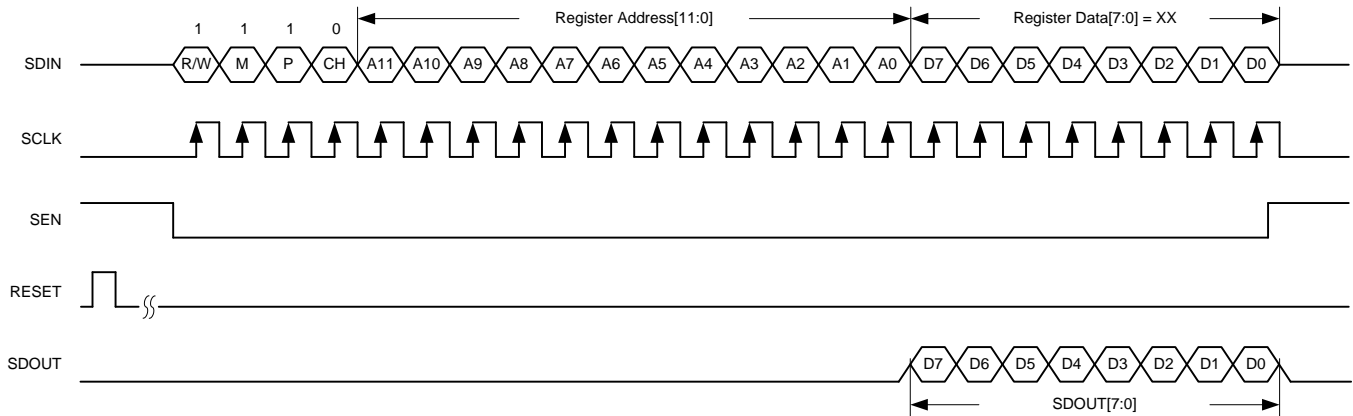 1 1 1 0 Register Address[11:0] Register Data[7:0] = XX
SDIN R/W M P CH A11 A10 A9 A8 A7 A6 A5 A4 A3 A2 A1 A0 D7 D6 D5 D4 D3 D2 D1 D0
SCLK
SEN
RESET
SDOUT D7 D6 D5 D4 D3 D2 D1 D0
SDOUT[7:0]